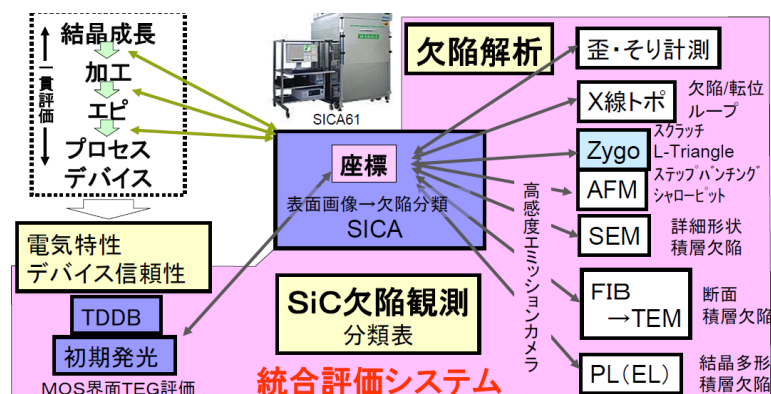 結晶成長
加工
エピ
プロセス
デバイス
一貫評価
SICA61
欠陥解析
歪・そり計測
X線トポ
欠陥/転位
ループ
Zygo
スクラッチ
L-Triangle
AFM
ステップバンチング
シャローピット
SEM
詳細形状
積層欠陥
FIB
→TEM
断面
積層欠陥
PL(EL)
結晶多形
積層欠陥
高感度エミッションカメラ
座標
表面画像→欠陥分類
SICA
電気特性
デバイス信頼性
TDDB
初期発光
MOS界面TEG評価
SiC欠陥観測
分類表
統合評価システム